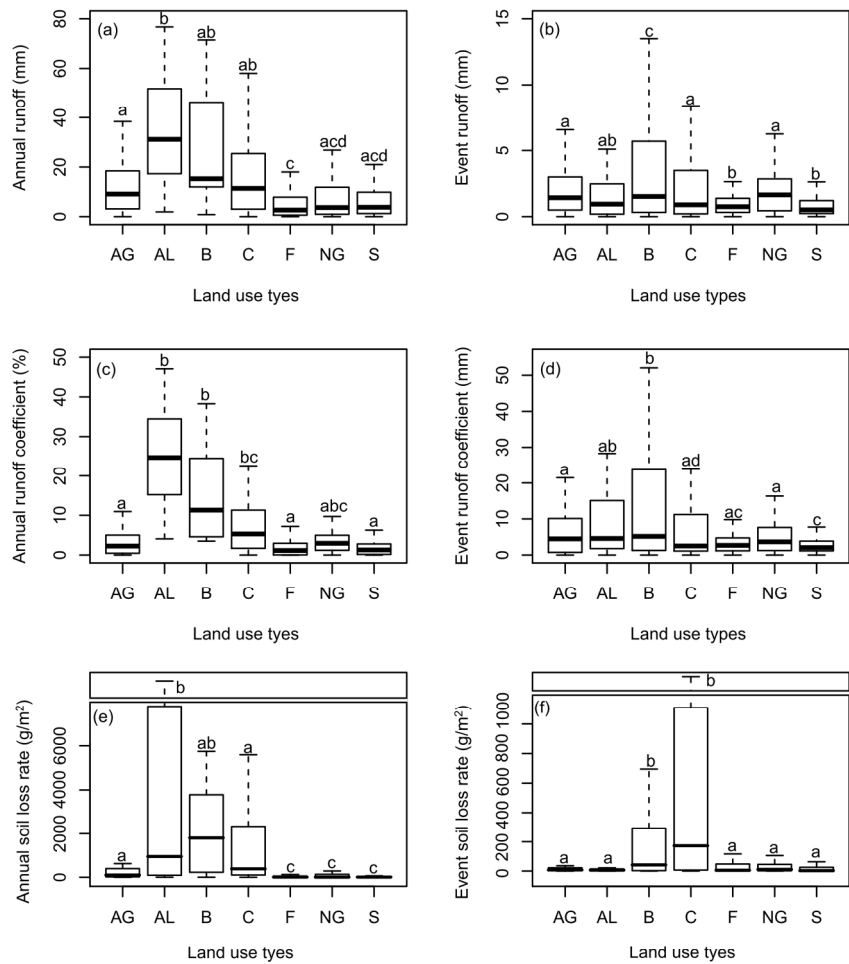 (a)
Annual runoff (mm)
0 20 40 60 80
a b ab ab c acd acd
AG AL B C F NG S
Land use tyes
(b)
Event runoff (mm)
0 5 10 15
a ab c a b a b
AG AL B C F NG S
Land use types
(c)
Annual runoff coefficient (%)
0 10 20 30 40 50
a b b bc a abc a
AG AL B C F NG S
Land use tyes
(d)
Event runoff coefficient (mm)
0 10 20 30 40 50
a ab b ad ac a c
AG AL B C F NG S
Land use types
(e)
Annual soil loss rate (g/m²)
0 2000 4000 6000
a b ab a c c c
AG AL B C F NG S
Land use tyes
(f)
Event soil loss rate (g/m²)
0 200 400 600 800 1000
a a b b a a a
AG AL B C F NG S
Land use types